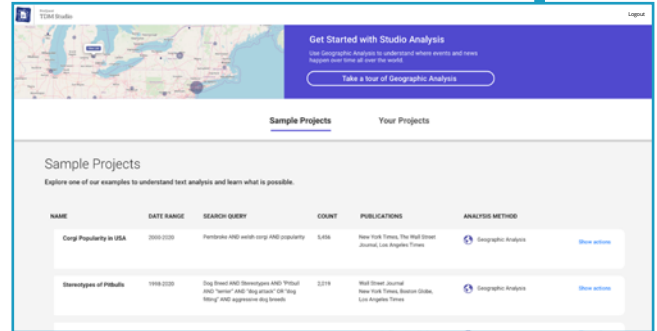 ProQuest
TDM Studio
Logout
Get Started with Studio Analysis
Use Geographic Analysis to understand where events and news
happen over time all over the world.
Take a tour of Geographic Analysis
Sample Projects Your Projects
Sample Projects
Explore one of our examples to understand text analysis and learn what is possible.
NAME DATE RANGE SEARCH QUERY COUNT PUBLICATIONS ANALYSIS METHOD
Corgi Popularity in USA 2000-2020 Pembroke AND welsh corgi AND popularity 5,456 New York Times, The Wall Street Geographic Analysis Show actions
Journal, Los Angeles Times
Stereotypes of Pitbulls 1998-2020 Dog Breed AND Stereotypes AND "Pitbull 2,219 Wall Street Journal Geographic Analysis Show actions
AND "terrier" AND "dog attack" OR "dog New York Times, Boston Globe,
fitting" AND aggressive dog breeds Los Angeles Times